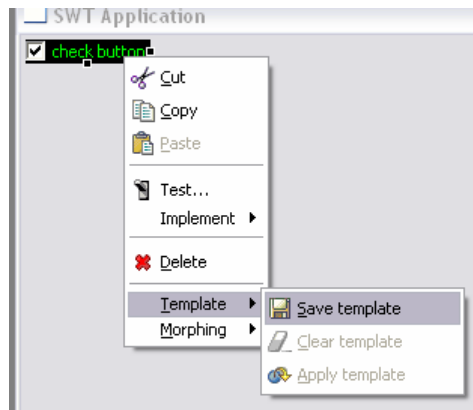 SWT Application
check button
Cut
Copy
Paste
Test...
Implement
Delete
Template
Morphing
Save template
Clear template
Apply template